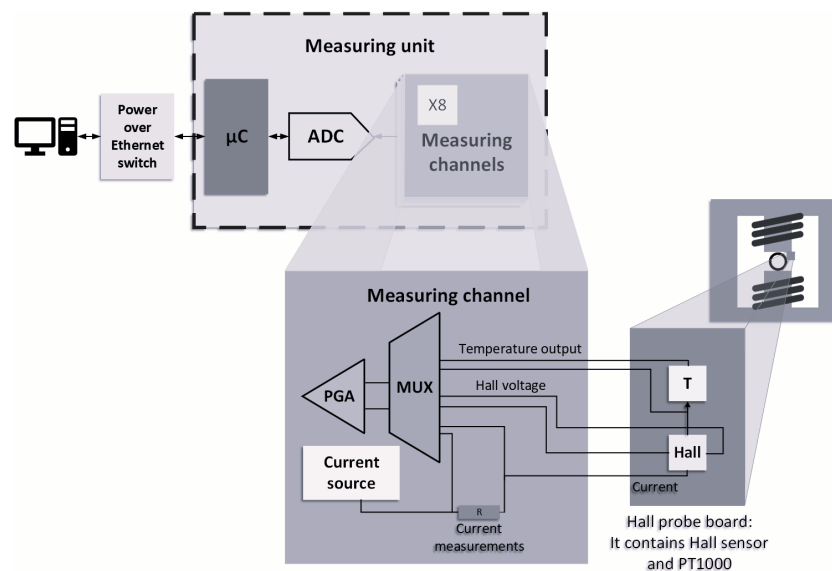 Measuring unit
Power
over
Ethernet
switch
µC
ADC
X8
Measuring
channels
Measuring channel
Temperature output
PGA
MUX
Hall voltage
T
Hall
Current
source
Current
R
Current
measurements
Hall probe board:
It contains Hall sensor
and PT1000